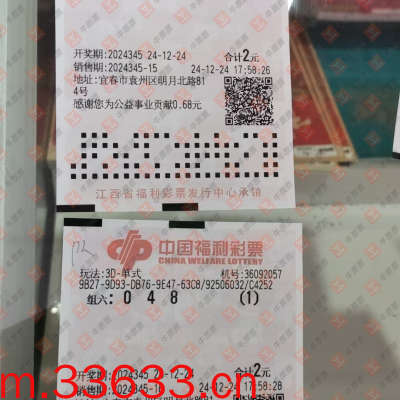 开奖期:2024345 24-12-24 合计2元
销售期:2024345-15 24-12-24 17:58:26
地址:宜春市袁州区明月北路81
4号
感谢您为公益事业贡献0.68元
江西省福利彩票发行中心承销
中国福利彩票
CHINA WELFARE LOTTERY
玩法:3D-单式 机号:36092057
9B27-9D93-DB76-9E47-63C8/92506032/C4252
组六: 0 4 8 (1)
开奖期:2024345 24-12-24 合计2元
销售期:2024345-16 24-12-24 17:58:28
m.33633.cn